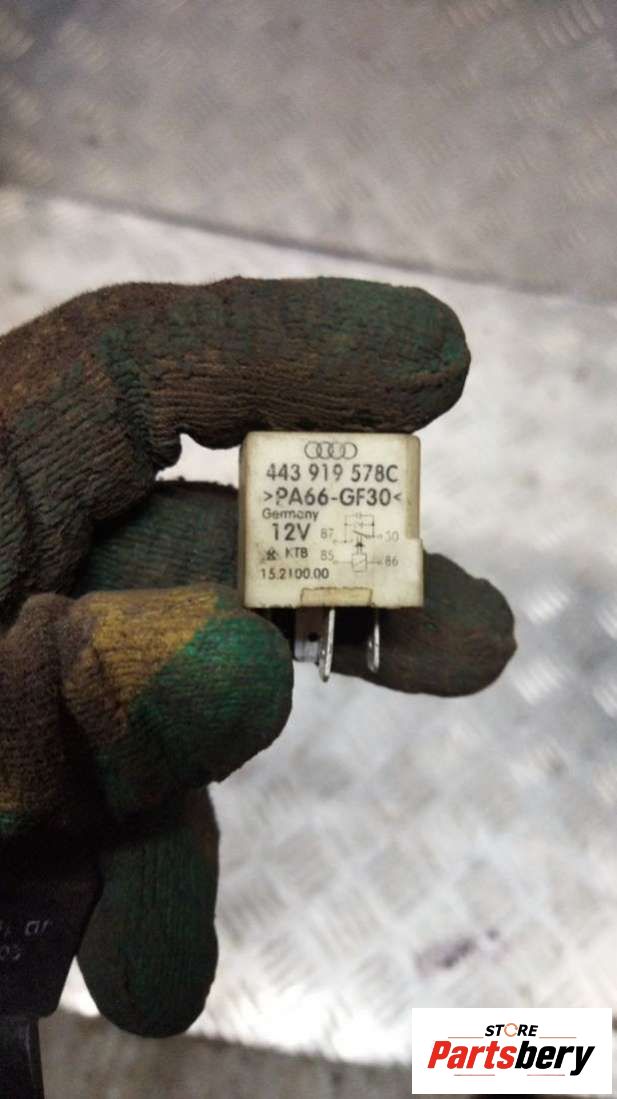 443 919 578C
>PA66-GF30<
Germany
12V 87 30
KTB 85 86
15.2100.00
STORE
Partsbery